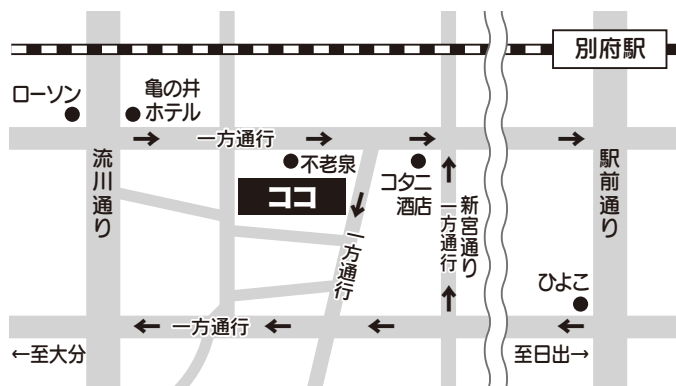 別府駅
ローソン
亀の井
ホテル
一方通行
不老泉
コタニ
酒店
ココ
流川通り
駅前通り
一方通行
一方通行
新宮通り
ひよこ
一方通行
←至大分
至日出→